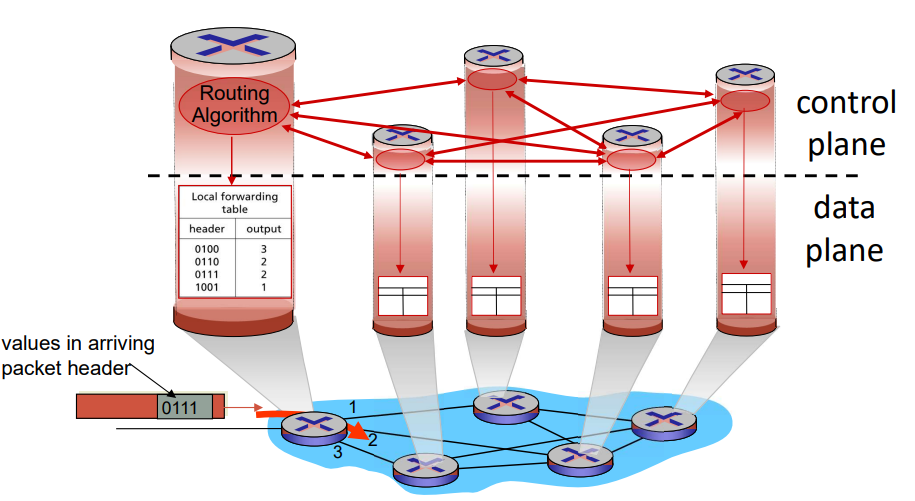 Routing
Algorithm
control
plane
data
plane
Local forwarding
table
header output
0100 3
0110 2
0111 2
1001 1
values in arriving
packet header
0111
1
2
3